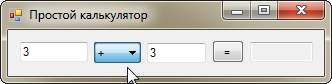 Простой калькулятор
3 + 3 =